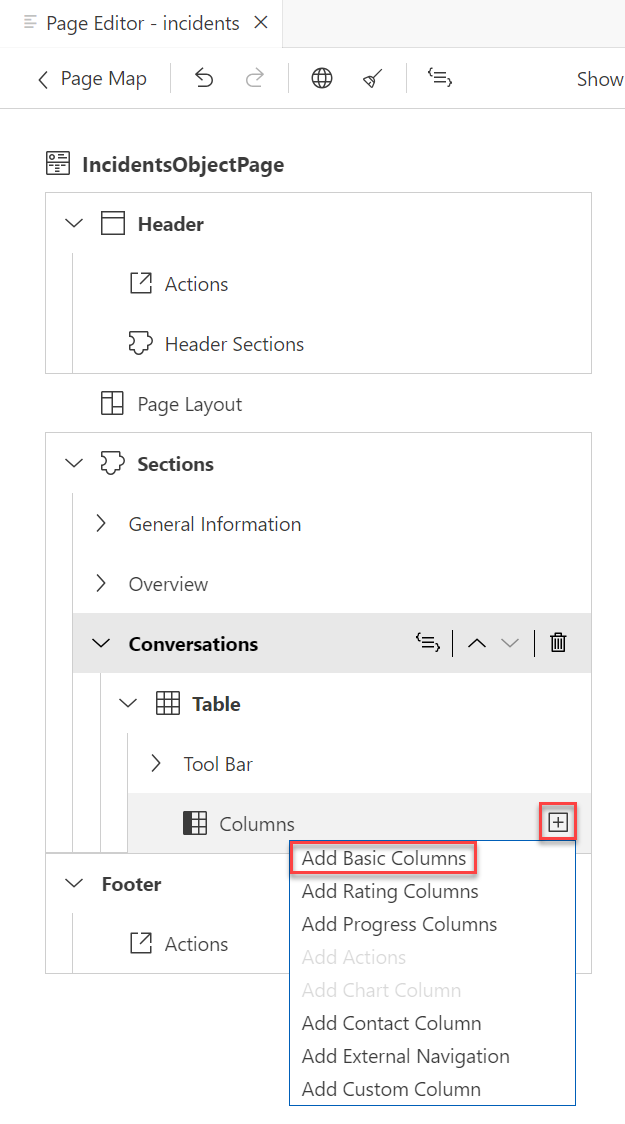 Page Editor - incidents
Page Map
Show
IncidentsObjectPage
Header
Actions
Header Sections
Page Layout
Sections
General Information
Overview
Conversations
Table
Tool Bar
Columns
Add Basic Columns
Add Rating Columns
Add Progress Columns
Add Actions
Add Chart Column
Add Contact Column
Add External Navigation
Add Custom Column
Footer
Actions